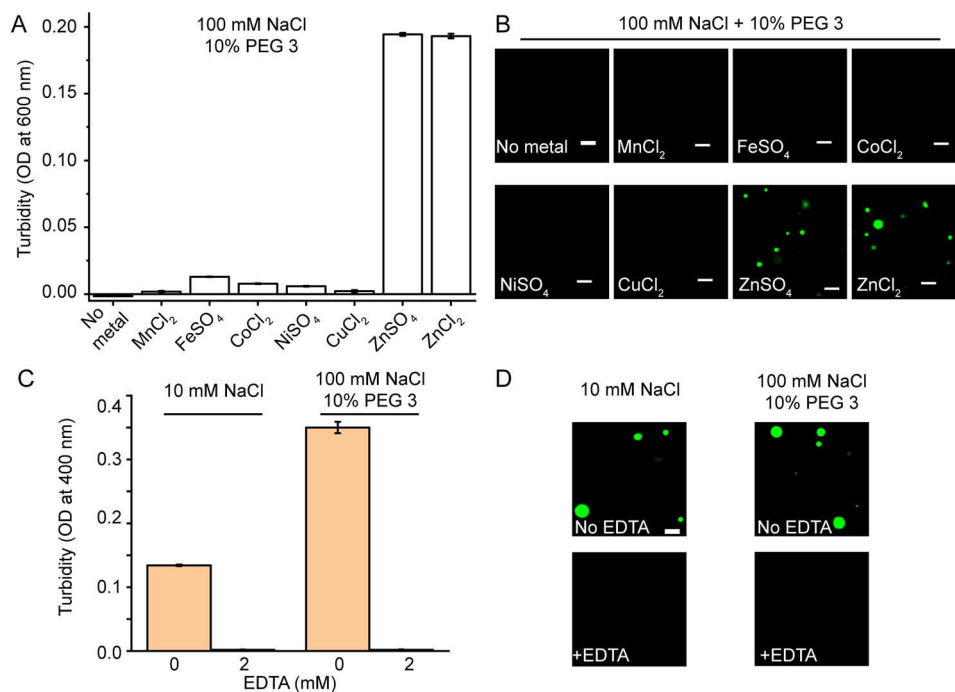 A
100 mM NaCl
10% PEG 3
Turbidity (OD at 600 nm)
0.20
0.15
0.10
0.05
0.00
No metal
MnCl2
FeSO4
CoCl2
NiSO4
CuCl2
ZnSO4
ZnCl2
B
100 mM NaCl + 10% PEG 3
No metal MnCl2 FeSO4 CoCl2
NiSO4 CuCl2 ZnSO4 ZnCl2
C
10 mM NaCl
100 mM NaCl
10% PEG 3
Turbidity (OD at 400 nm)
0.4
0.3
0.2
0.1
0.0
0 2 0 2
EDTA (mM)
D
10 mM NaCl
100 mM NaCl
10% PEG 3
No EDTA No EDTA
+EDTA +EDTA